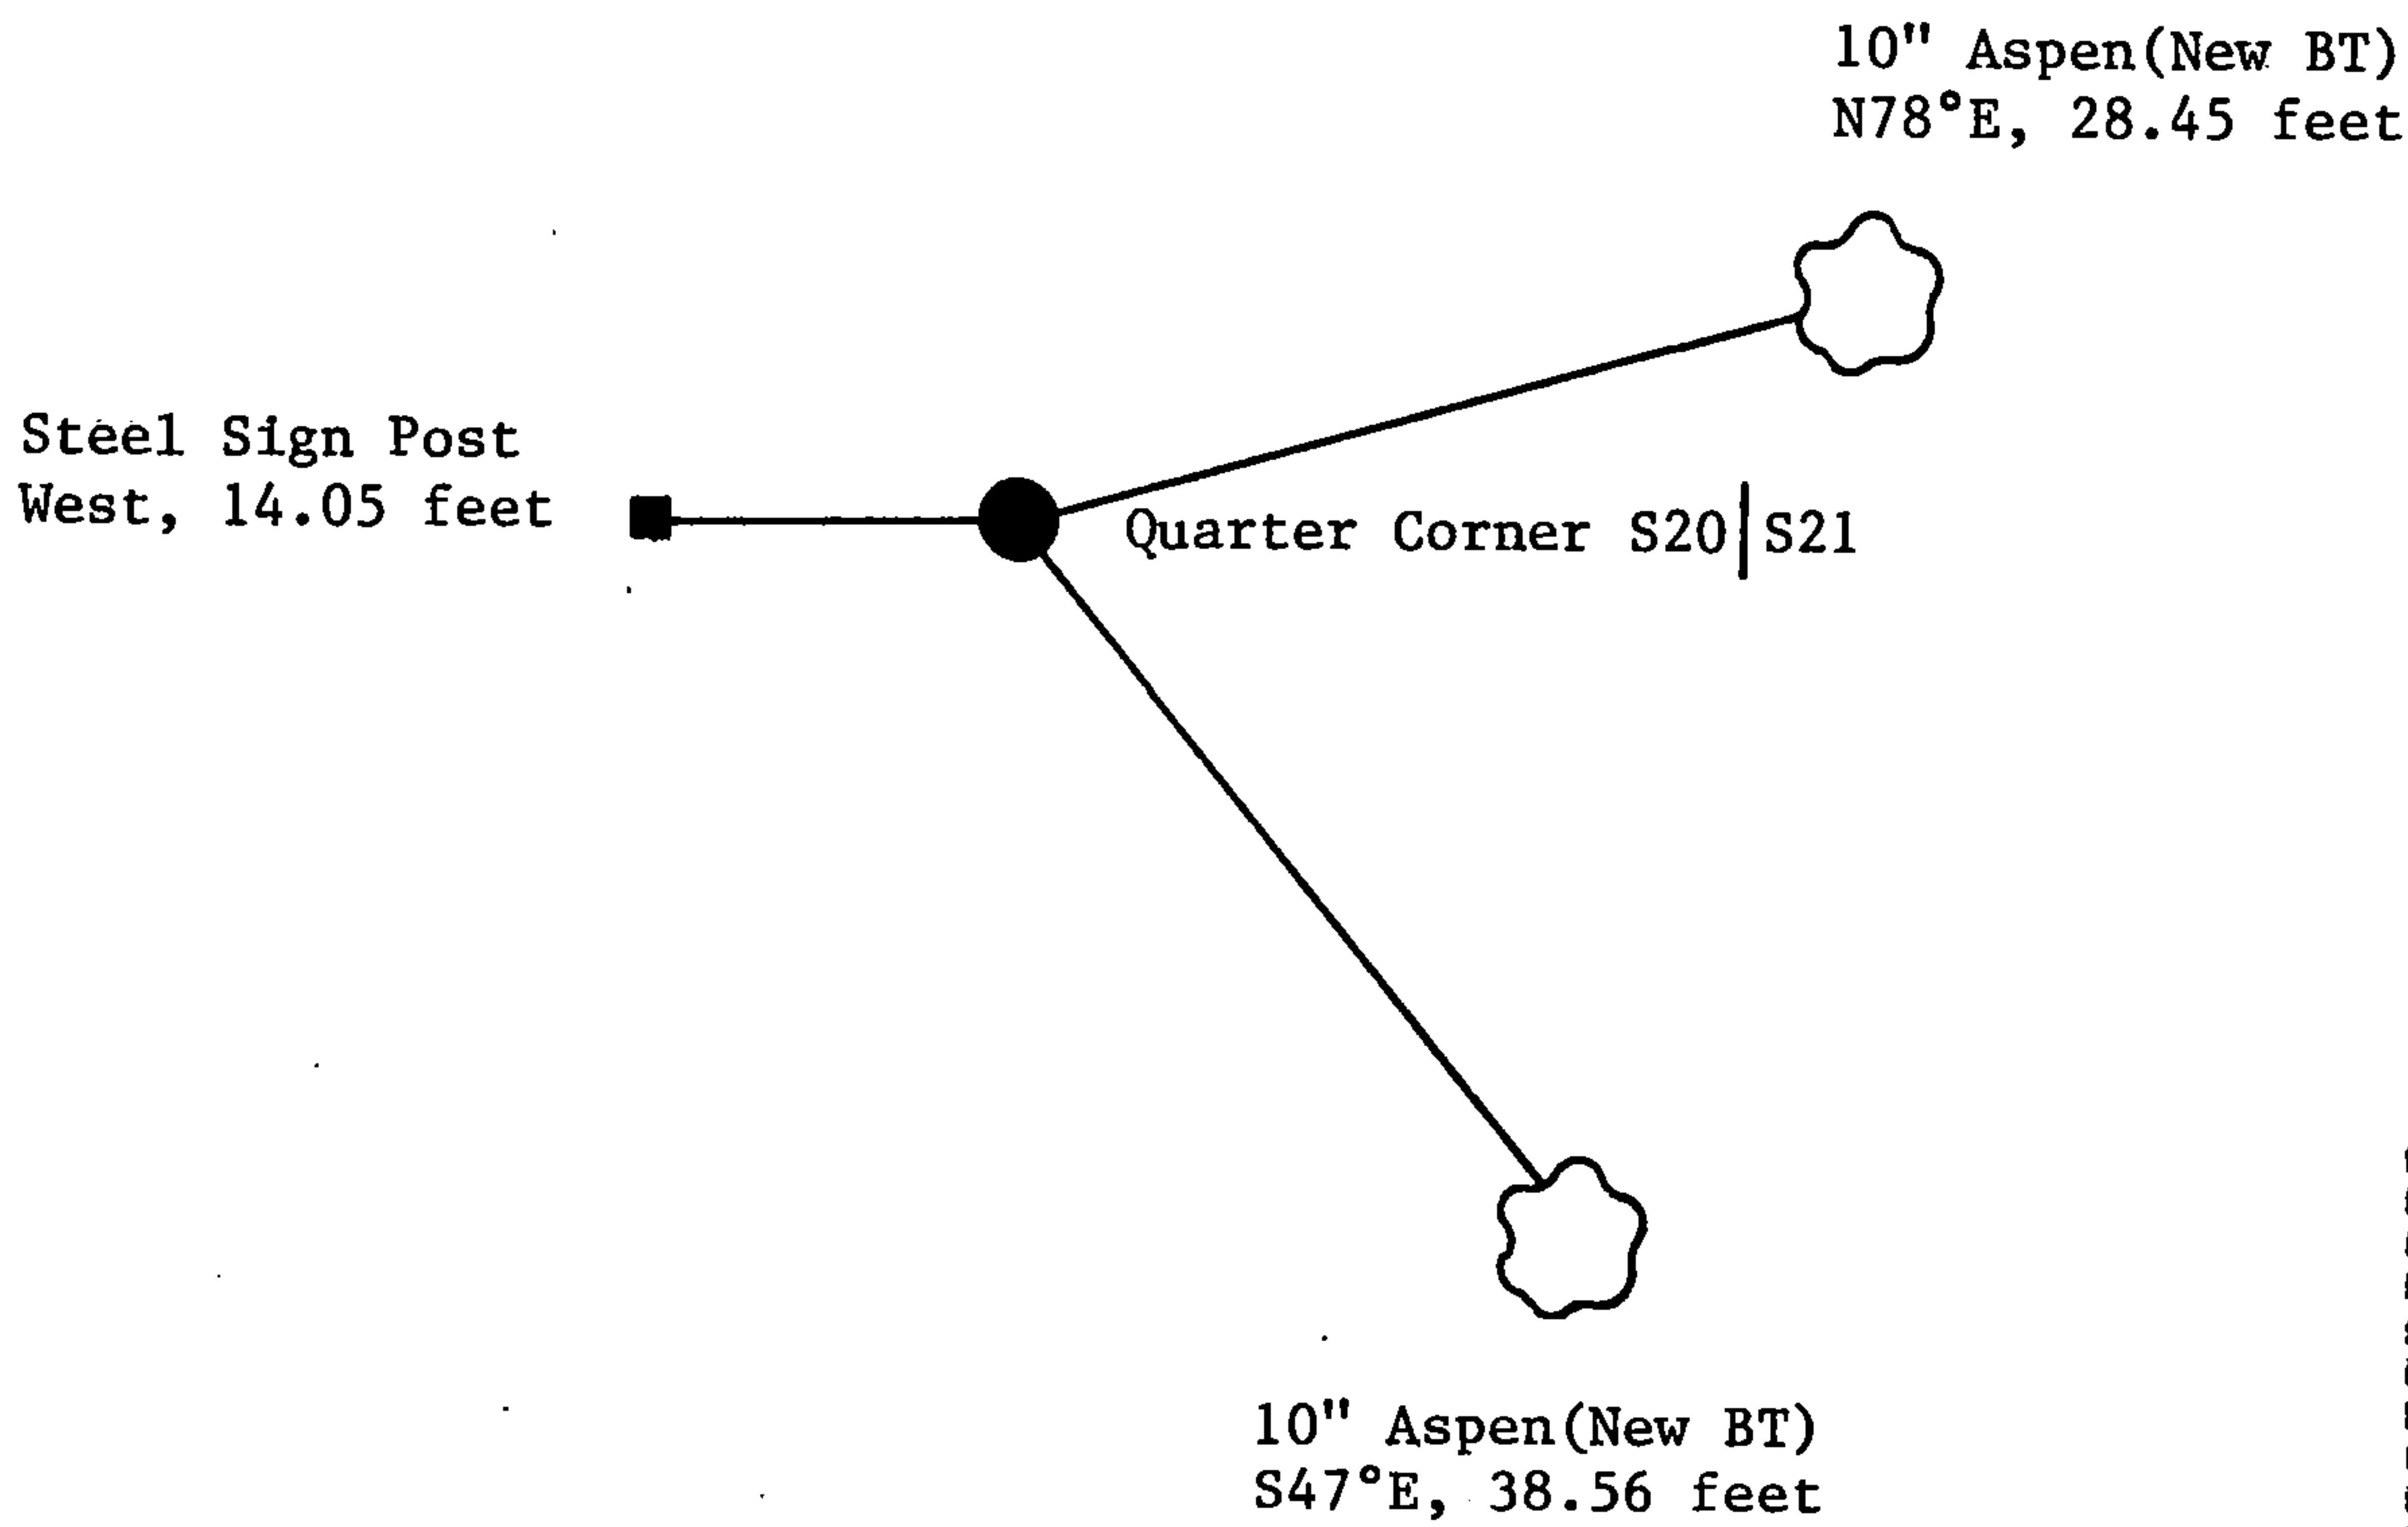 10" Aspen(New BT)
N78°E, 28.45 feet
Steel Sign Post
West, 14.05 feet
Quarter Corner S20|S21
10" Aspen(New BT)
S47°E, 38.56 feet